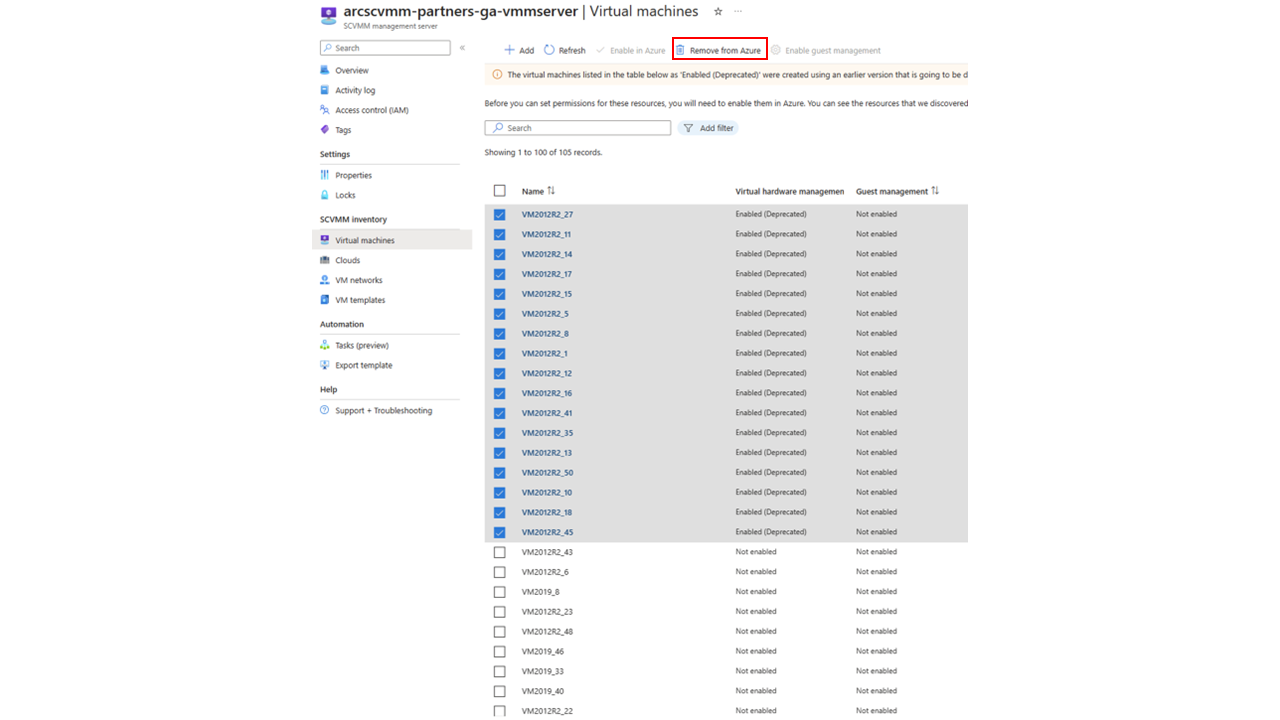 arcscvmm-partners-ga-vmmserver | Virtual machines
SCVMM management server
Search
Add Refresh Enable in Azure Remove from Azure Enable guest management
Overview
Activity log
Access control (IAM)
Tags
Settings
Properties
Locks
SCVMM inventory
Virtual machines
Clouds
VM networks
VM templates
Automation
Tasks (preview)
Export template
Help
Support + Troubleshooting
The virtual machines listed in the table below as 'Enabled (Deprecated)' were created using an earlier version that is going to be d
Before you can set permissions for these resources, you will need to enable them in Azure. You can see the resources that we discovered
Search Add filter
Showing 1 to 100 of 105 records.
Name Virtual hardware managemen Guest management
VM2012R2_27 Enabled (Deprecated) Not enabled
VM2012R2_11 Enabled (Deprecated) Not enabled
VM2012R2_14 Enabled (Deprecated) Not enabled
VM2012R2_17 Enabled (Deprecated) Not enabled
VM2012R2_15 Enabled (Deprecated) Not enabled
VM2012R2_5 Enabled (Deprecated) Not enabled
VM2012R2_8 Enabled (Deprecated) Not enabled
VM2012R2_1 Enabled (Deprecated) Not enabled
VM2012R2_12 Enabled (Deprecated) Not enabled
VM2012R2_16 Enabled (Deprecated) Not enabled
VM2012R2_41 Enabled (Deprecated) Not enabled
VM2012R2_35 Enabled (Deprecated) Not enabled
VM2012R2_13 Enabled (Deprecated) Not enabled
VM2012R2_50 Enabled (Deprecated) Not enabled
VM2012R2_10 Enabled (Deprecated) Not enabled
VM2012R2_18 Enabled (Deprecated) Not enabled
VM2012R2_45 Enabled (Deprecated) Not enabled
VM2012R2_43 Not enabled Not enabled
VM2012R2_6 Not enabled Not enabled
VM2019_8 Not enabled Not enabled
VM2012R2_23 Not enabled Not enabled
VM2012R2_48 Not enabled Not enabled
VM2019_46 Not enabled Not enabled
VM2019_33 Not enabled Not enabled
VM2019_40 Not enabled Not enabled
VM2012R2_22 Not enabled Not enabled